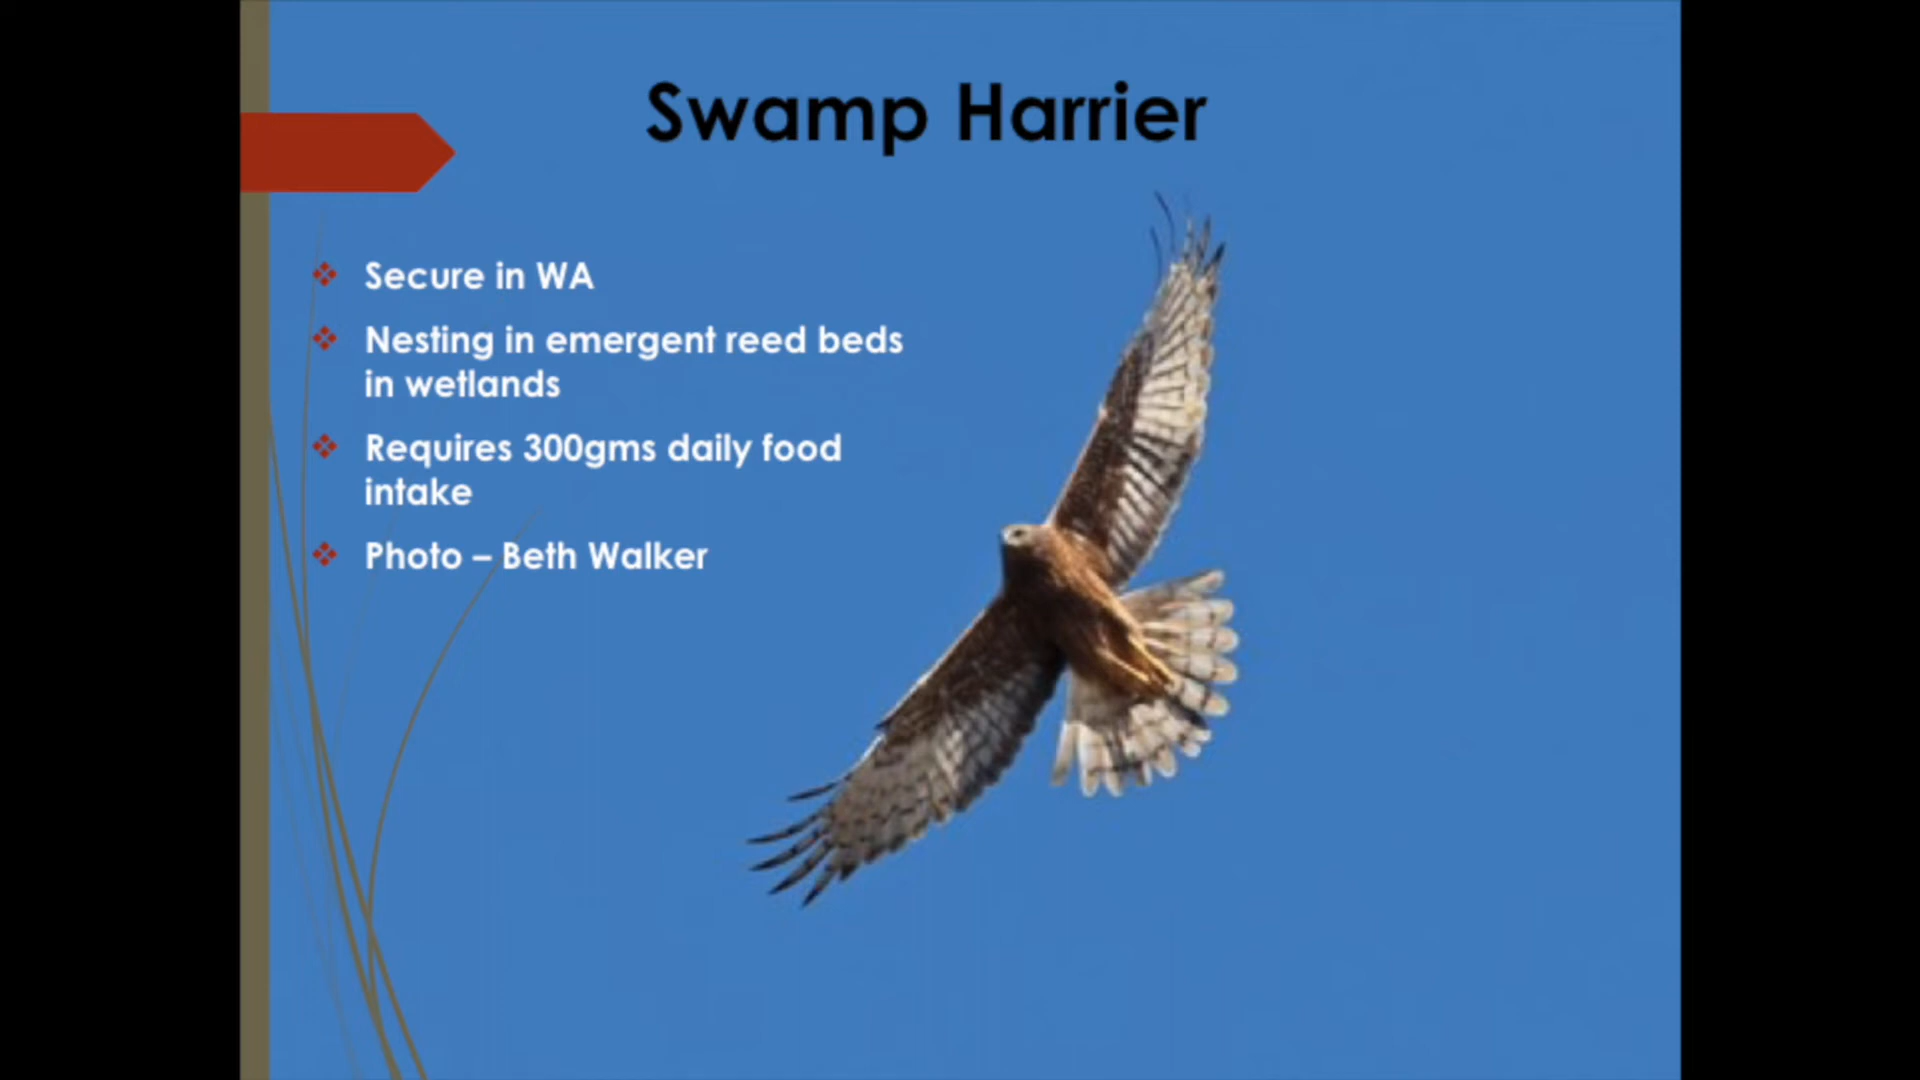 Swamp Harrier
Secure in WA
Nesting in emergent reed beds
in wetlands
Requires 300gms daily food
intake
Photo – Beth Walker